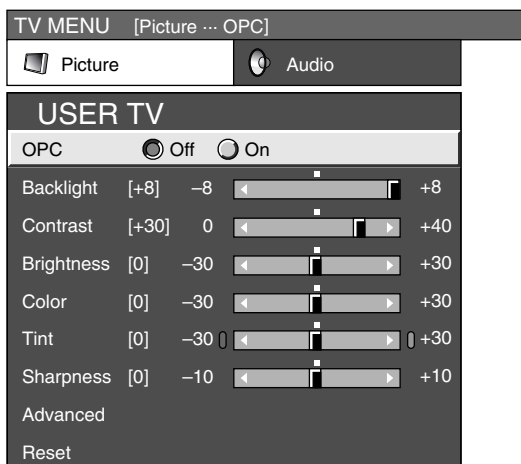 TV MENU [Picture ··· OPC]
Picture Audio
USER TV
OPC Off On
Backlight [+8] –8 +8
Contrast [+30] 0 +40
Brightness [0] –30 +30
Color [0] –30 +30
Tint [0] –30 +30
Sharpness [0] –10 +10
Advanced
Reset